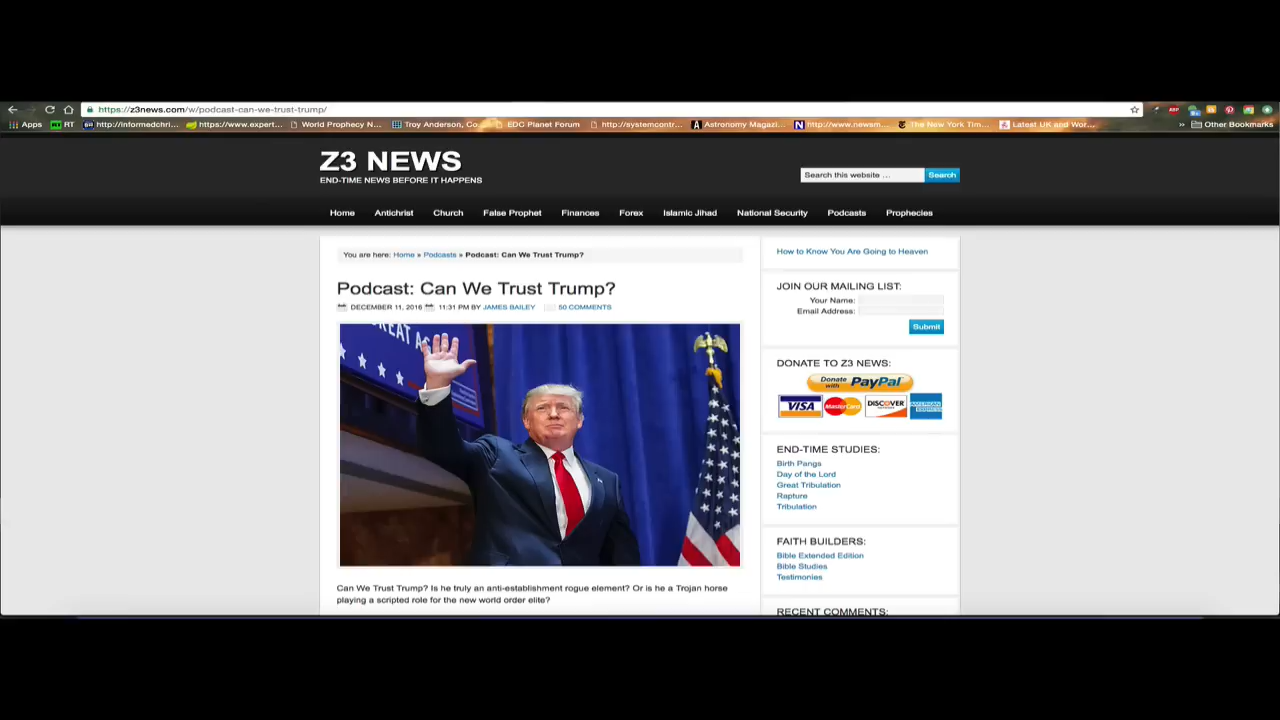 https://z3news.com/w/podcast-can-we-trust-trump/
Apps RT http://informedchri... https://www.expert... World Prophecy N... Troy Anderson, Co... EDC Planet Forum http://systemcontr... Astronomy Magazi... http://www.newsm... The New York Tim... Latest UK and Wor... » Other Bookmarks
Z3 NEWS
END-TIME NEWS BEFORE IT HAPPENS
Search this website ... Search
Home Antichrist Church False Prophet Finances Forex Islamic Jihad National Security Podcasts Prophecies
You are here: Home » Podcasts » Podcast: Can We Trust Trump?
Podcast: Can We Trust Trump?
DECEMBER 11, 2016 11:31 PM BY JAMES BAILEY 50 COMMENTS
Can We Trust Trump? Is he truly an anti-establishment rogue element? Or is he a Trojan horse
playing a scripted role for the new world order elite?
How to Know You Are Going to Heaven
JOIN OUR MAILING LIST:
Your Name:
Email Address:
Submit
DONATE TO Z3 NEWS:
Donate with PayPal
VISA MasterCard DISCOVER AMERICAN EXPRESS
END-TIME STUDIES:
Birth Pangs
Day of the Lord
Great Tribulation
Rapture
Tribulation
FAITH BUILDERS:
Bible Extended Edition
Bible Studies
Testimonies
RECENT COMMENTS: